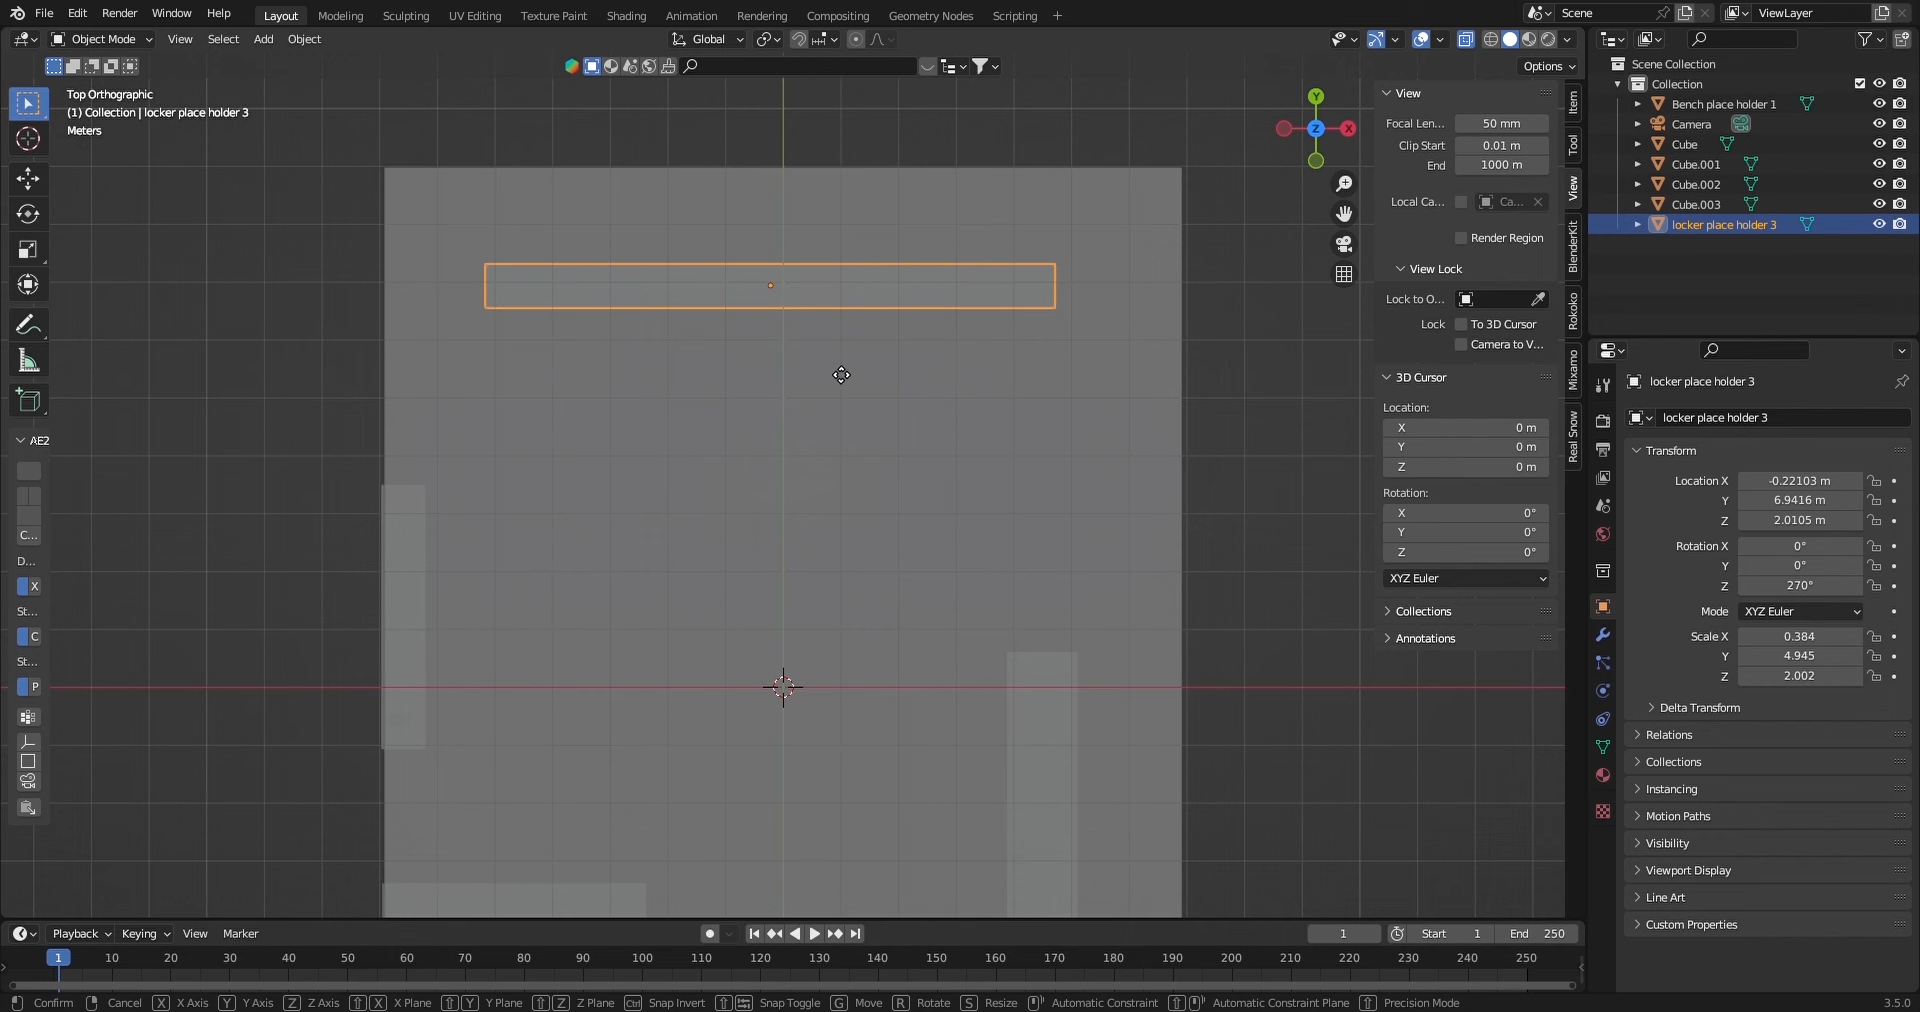 File Edit Render Window Help Layout Modeling Sculpting UV Editing Texture Paint Shading Animation Rendering Compositing Geometry Nodes Scripting + Scene ViewLayer
Object Mode View Select Add Object Global
Options
Top Orthographic
(1) Collection | locker place holder 3
Meters
Y
Z X
AE2
C...
D...
X
St...
C
St...
P
View
Focal Len... 50 mm
Clip Start 0.01 m
End 1000 m
Local Ca... Ca...
Render Region
View Lock
Lock to O...
Lock To 3D Cursor
Camera to V...
3D Cursor
Location:
X 0 m
Y 0 m
Z 0 m
Rotation:
X 0°
Y 0°
Z 0°
XYZ Euler
Collections
Annotations
Item
Tool
View
BlenderKit
Rokoko
Mixamo
Real Snow
Scene Collection
Collection
Bench place holder 1
Camera
Cube
Cube.001
Cube.002
Cube.003
locker place holder 3
locker place holder 3
locker place holder 3
Transform
Location X -0.22103 m
Y 6.9416 m
Z 2.0105 m
Rotation X 0°
Y 0°
Z 270°
Mode XYZ Euler
Scale X 0.384
Y 4.945
Z 2.002
Delta Transform
Relations
Collections
Instancing
Motion Paths
Visibility
Viewport Display
Line Art
Custom Properties
Playback Keying View Marker 1 Start 1 End 250
1 10 20 30 40 50 60 70 80 90 100 110 120 130 140 150 160 170 180 190 200 210 220 230 240 250
Confirm Cancel X X Axis Y Y Axis Z Z Axis X X Plane Y Y Plane Z Z Plane Ctrl Snap Invert Snap Toggle G Move R Rotate S Resize Automatic Constraint Automatic Constraint Plane Precision Mode 3.5.0